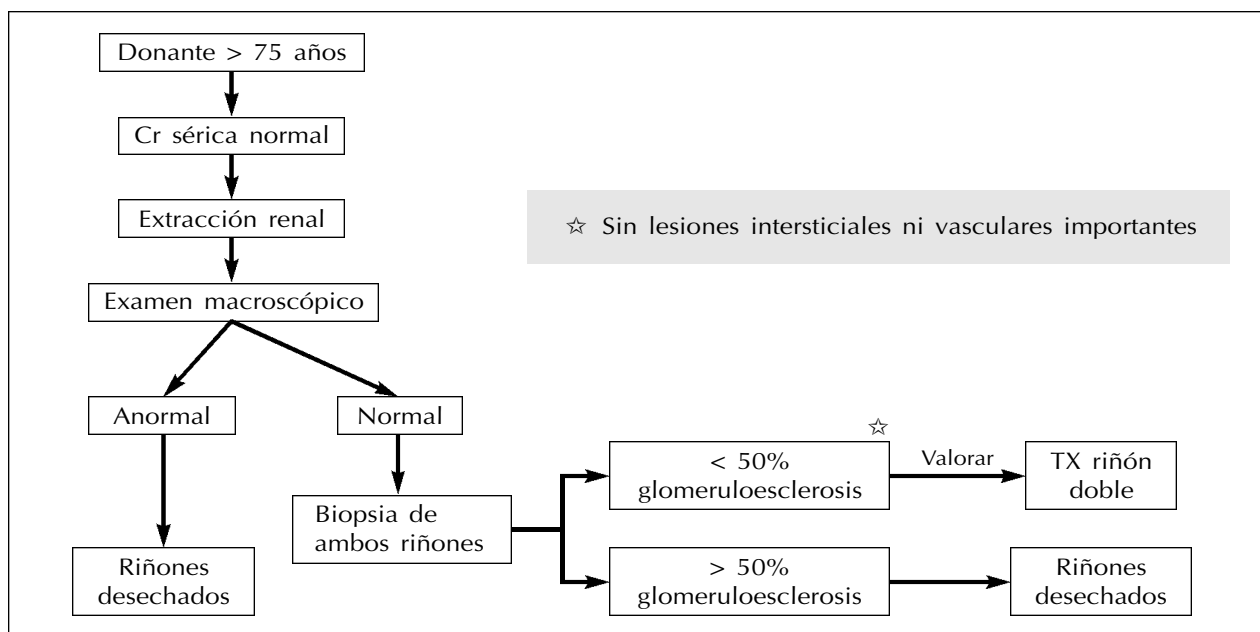 Donante > 75 años
Cr sérica normal
Extracción renal
☆ Sin lesiones intersticiales ni vasculares importantes
Examen macroscópico
Anormal
Normal
☆
< 50%
glomeruloesclerosis
Valorar
TX riñón
doble
Biopsia de
ambos riñones
Riñones
desechados
> 50%
glomeruloesclerosis
Riñones
desechados